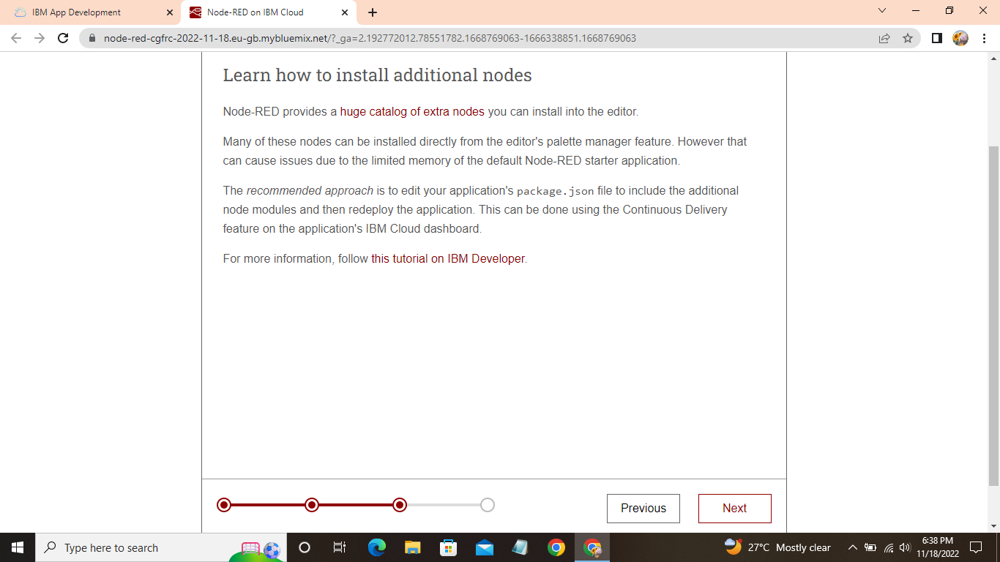 IBM App Development
Node-RED on IBM Cloud
node-red-cgfrc-2022-11-18.eu-gb.mybluemix.net/?_ga=2.192772012.78551782.1668769063-1666338851.1668769063
Learn how to install additional nodes
Node-RED provides a huge catalog of extra nodes you can install into the editor.
Many of these nodes can be installed directly from the editor's palette manager feature. However that
can cause issues due to the limited memory of the default Node-RED starter application.
The recommended approach is to edit your application's package.json file to include the additional
node modules and then redeploy the application. This can be done using the Continuous Delivery
feature on the application's IBM Cloud dashboard.
For more information, follow this tutorial on IBM Developer.
Previous
Next
Type here to search
27°C Mostly clear
6:38 PM
11/18/2022